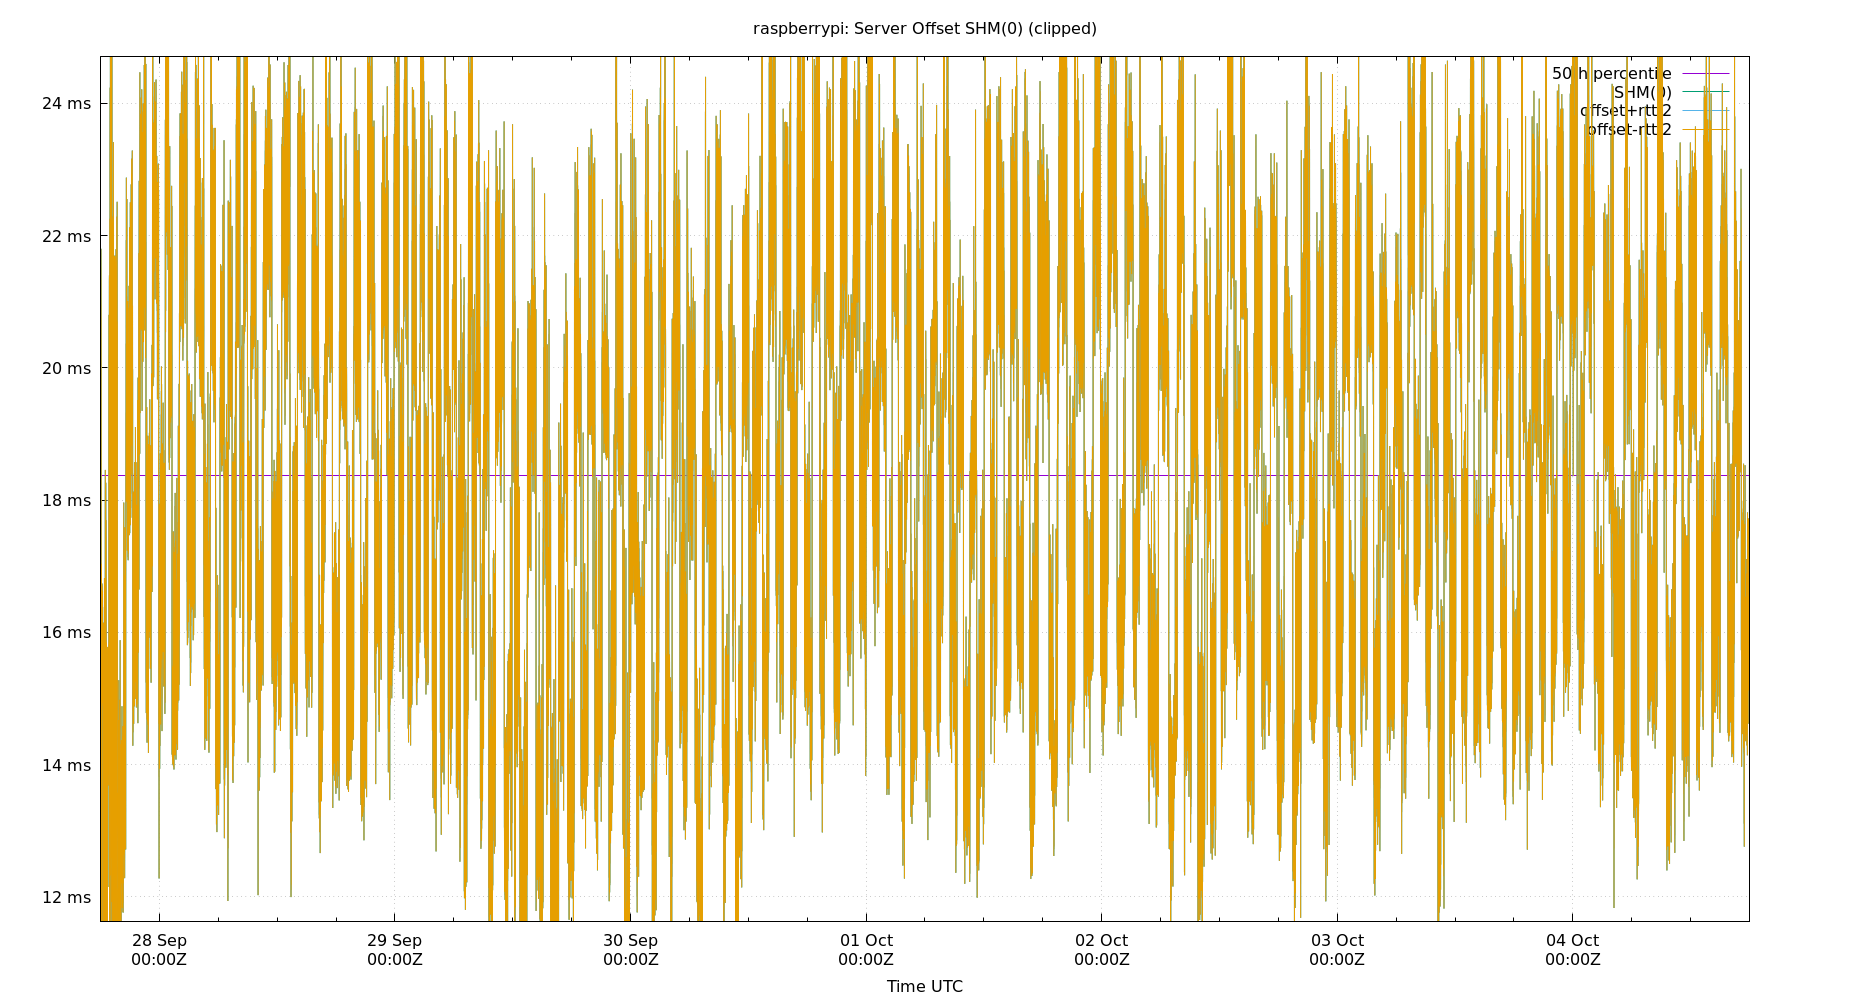 raspberrypi: Server Offset SHM(0) (clipped)
50th percentile
SHM(0)
offset+rtt/2
offset-rtt/2
24 ms
22 ms
20 ms
18 ms
16 ms
14 ms
12 ms
28 Sep 29 Sep 30 Sep 01 Oct 02 Oct 03 Oct 04 Oct
00:00Z 00:00Z 00:00Z 00:00Z 00:00Z 00:00Z 00:00Z
Time UTC